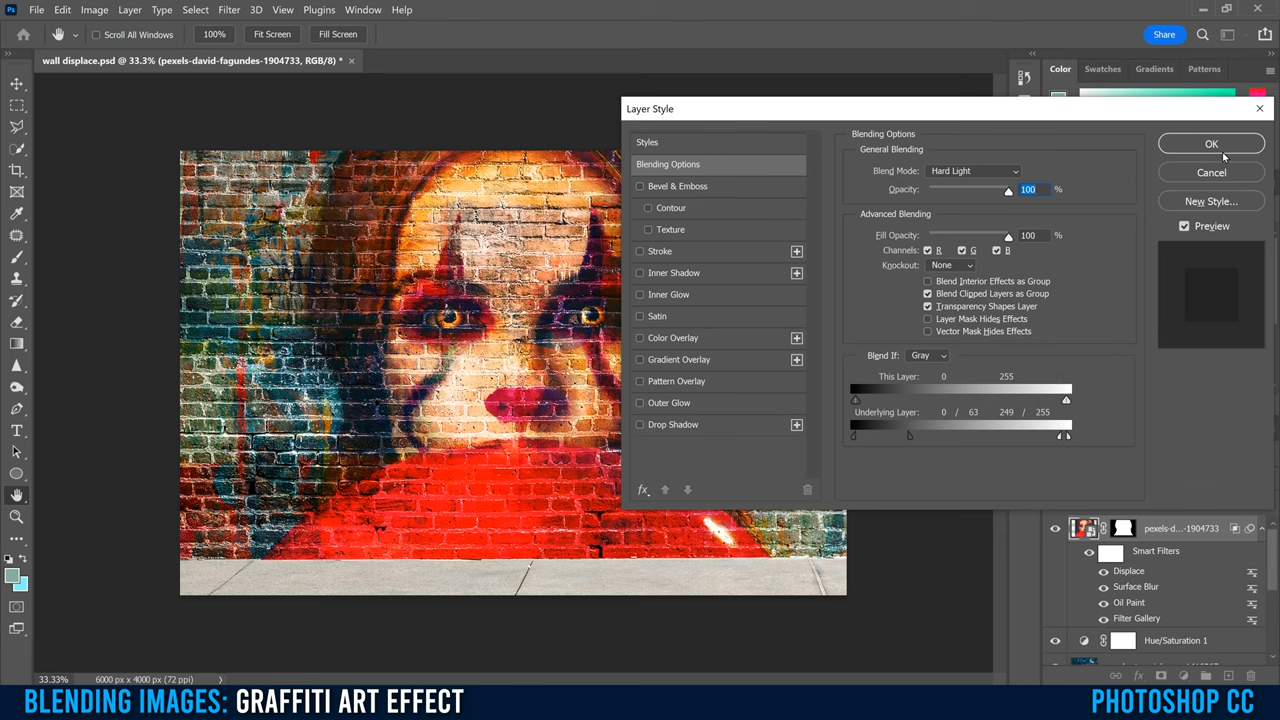 Ps File Edit Image Layer Type Select Filter 3D View Plugins Window Help
Scroll All Windows 100% Fit Screen Fill Screen Share
wall displace.psd @ 33.3% (pexels-david-fagundes-1904733, RGB/8) * ×
Color Swatches Gradients Patterns
Layer Style
Styles
Blending Options
Bevel & Emboss
Contour
Texture
Stroke
Inner Shadow
Inner Glow
Satin
Color Overlay
Gradient Overlay
Pattern Overlay
Outer Glow
Drop Shadow
fx
Blending Options
General Blending
Blend Mode: Hard Light
Opacity: 100 %
Advanced Blending
Fill Opacity: 100 %
Channels: R G B
Knockout: None
Blend Interior Effects as Group
Blend Clipped Layers as Group
Transparency Shapes Layer
Layer Mask Hides Effects
Vector Mask Hides Effects
Blend If: Gray
This Layer: 0 255
Underlying Layer: 0 / 63 249 / 255
OK
Cancel
New Style...
Preview
pexels-d...-1904733
Smart Filters
Displace
Surface Blur
Oil Paint
Filter Gallery
Hue/Saturation 1
fx
33.33% 6000 px x 4000 px (72 ppi)
BLENDING IMAGES: GRAFFITI ART EFFECT
PHOTOSHOP CC